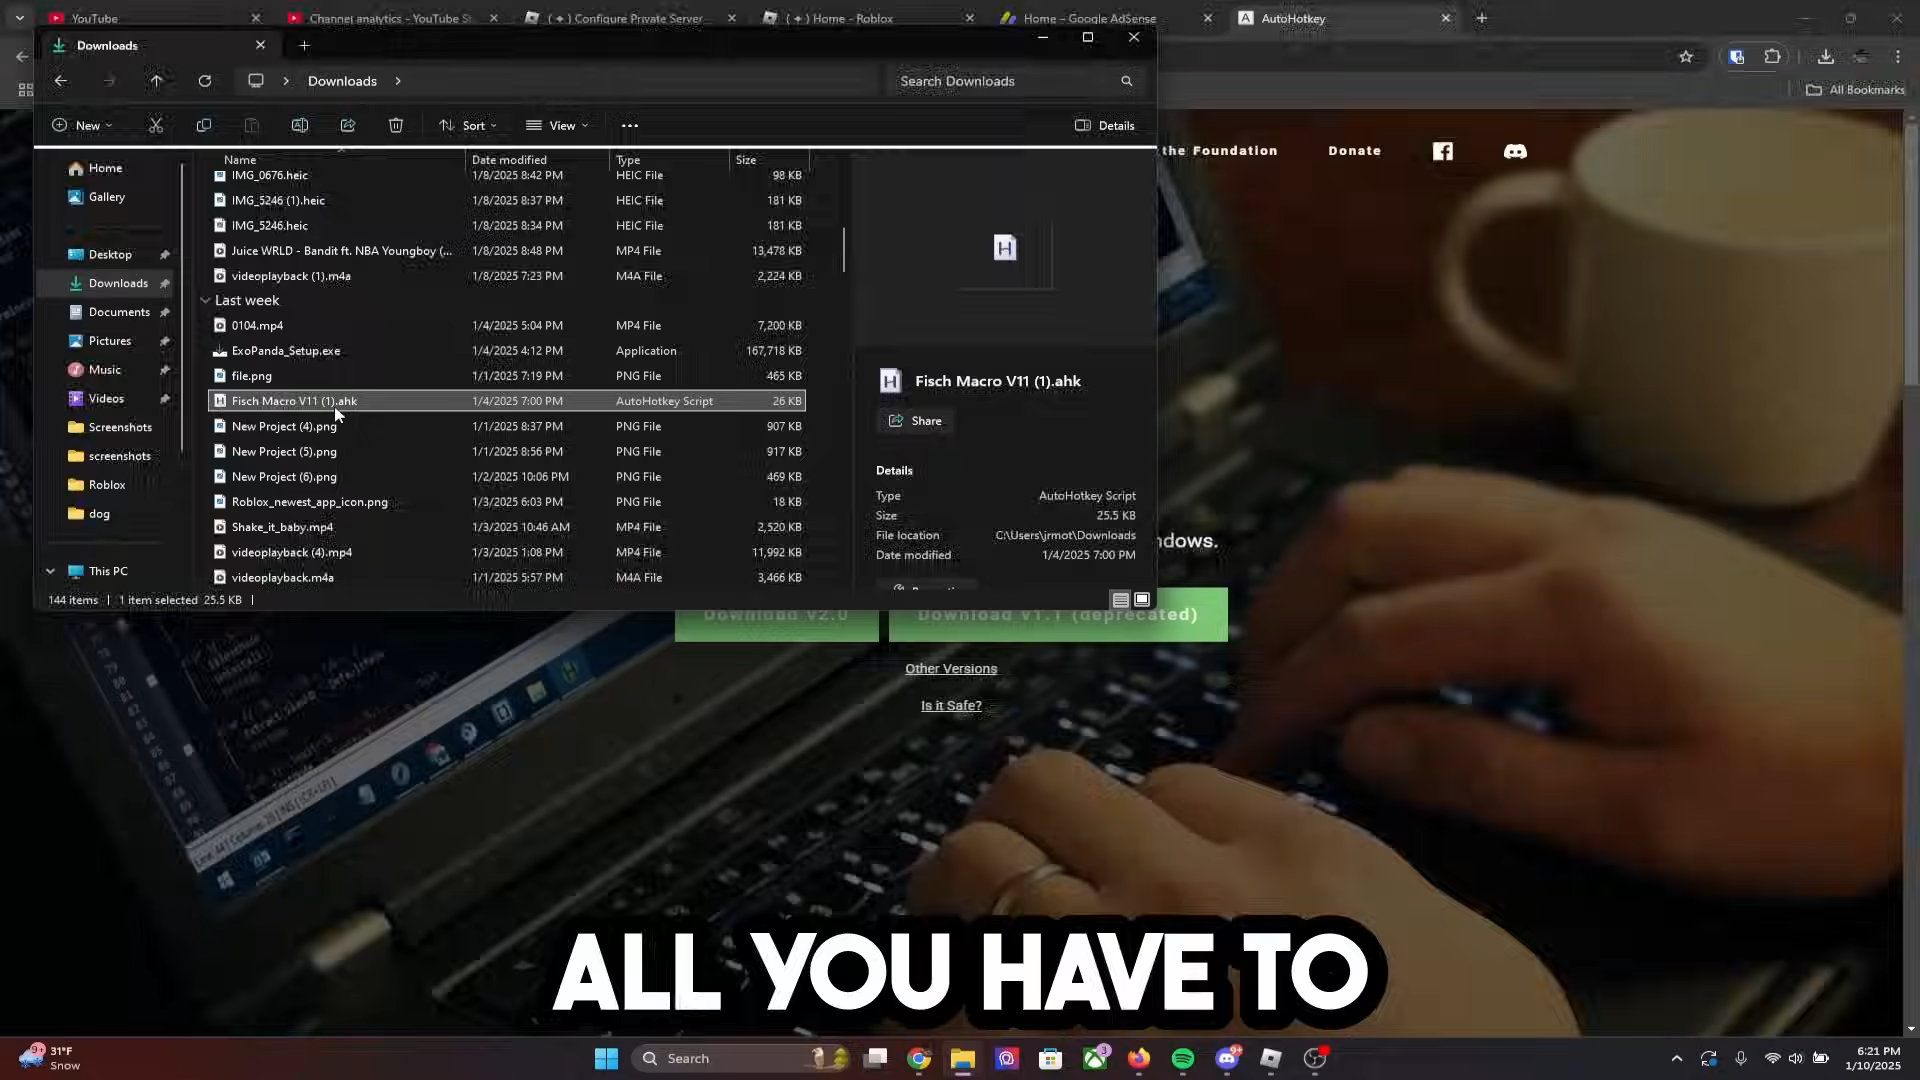 YouTube
Channel analytics - YouTube St
( + ) Configure Private Server
( + ) Home - Roblox
Home – Google AdSense
AutoHotkey
All Bookmarks
Downloads
Downloads
Search Downloads
New
Sort
View
Details
the Foundation
Donate
Home
Gallery
Desktop
Downloads
Documents
Pictures
Music
Videos
Screenshots
screenshots
Roblox
dog
This PC
Name Date modified Type Size
IMG_0676.heic 1/8/2025 8:42 PM HEIC File 98 KB
IMG_5246 (1).heic 1/8/2025 8:37 PM HEIC File 181 KB
IMG_5246.heic 1/8/2025 8:34 PM HEIC File 181 KB
Juice WRLD - Bandit ft. NBA Youngboy (... 1/8/2025 8:48 PM MP4 File 13,478 KB
videoplayback (1).m4a 1/8/2025 7:23 PM M4A File 2,224 KB
Last week
0104.mp4 1/4/2025 5:04 PM MP4 File 7,200 KB
ExoPanda_Setup.exe 1/4/2025 4:12 PM Application 167,718 KB
file.png 1/1/2025 7:19 PM PNG File 465 KB
Fisch Macro V11 (1).ahk 1/4/2025 7:00 PM AutoHotkey Script 26 KB
New Project (4).png 1/1/2025 8:37 PM PNG File 907 KB
New Project (5).png 1/1/2025 8:56 PM PNG File 917 KB
New Project (6).png 1/2/2025 10:06 PM PNG File 469 KB
Roblox_newest_app_icon.png 1/3/2025 6:03 PM PNG File 18 KB
Shake_it_baby.mp4 1/3/2025 10:46 AM MP4 File 2,520 KB
videoplayback (4).mp4 1/3/2025 1:08 PM MP4 File 11,992 KB
videoplayback.m4a 1/1/2025 5:57 PM M4A File 3,466 KB
Fisch Macro V11 (1).ahk
Share
Details
Type AutoHotkey Script
Size 25.5 KB
File location C:\Users\jrmot\Downloads
Date modified 1/4/2025 7:00 PM
144 items 1 item selected 25.5 KB
ndows.
Download v2.0
Download v1.1 (deprecated)
Other Versions
Is it Safe?
ALL YOU HAVE TO
9+ 31°F
Snow
Search
3
9+
6:21 PM
1/10/2025